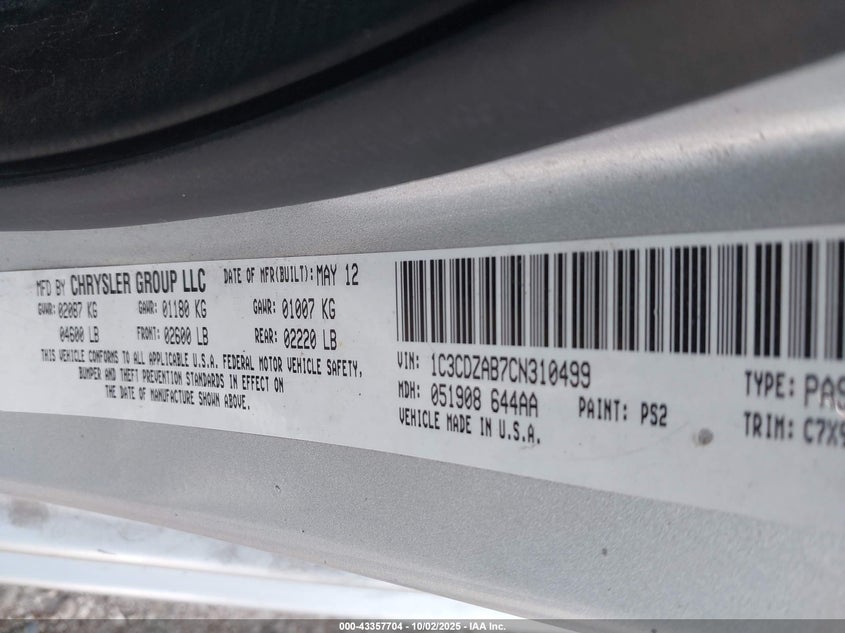 MFD BY CHRYSLER GROUP LLC DATE OF MFR(BUILT): MAY 12
GVWR: 02087 KG GAWR: 01180 KG GAWR: 01007 KG
04600 LB FRONT: 02600 LB REAR: 02220 LB
THIS VEHICLE CONFORMS TO ALL APPLICABLE U.S.A. FEDERAL MOTOR VEHICLE SAFETY,
BUMPER AND THEFT PREVENTION STANDARDS IN EFFECT ON
THE DATE OF MANUFACTURE SHOWN ABOVE.
VIN: 1C3CDZAB7CN310499 TYPE: PAS
MDH: 051908 644AA PAINT: PS2 TRIM: C7X9
VEHICLE MADE IN U.S.A.
000-43357704 | 10/02/2025 | IAA Inc.